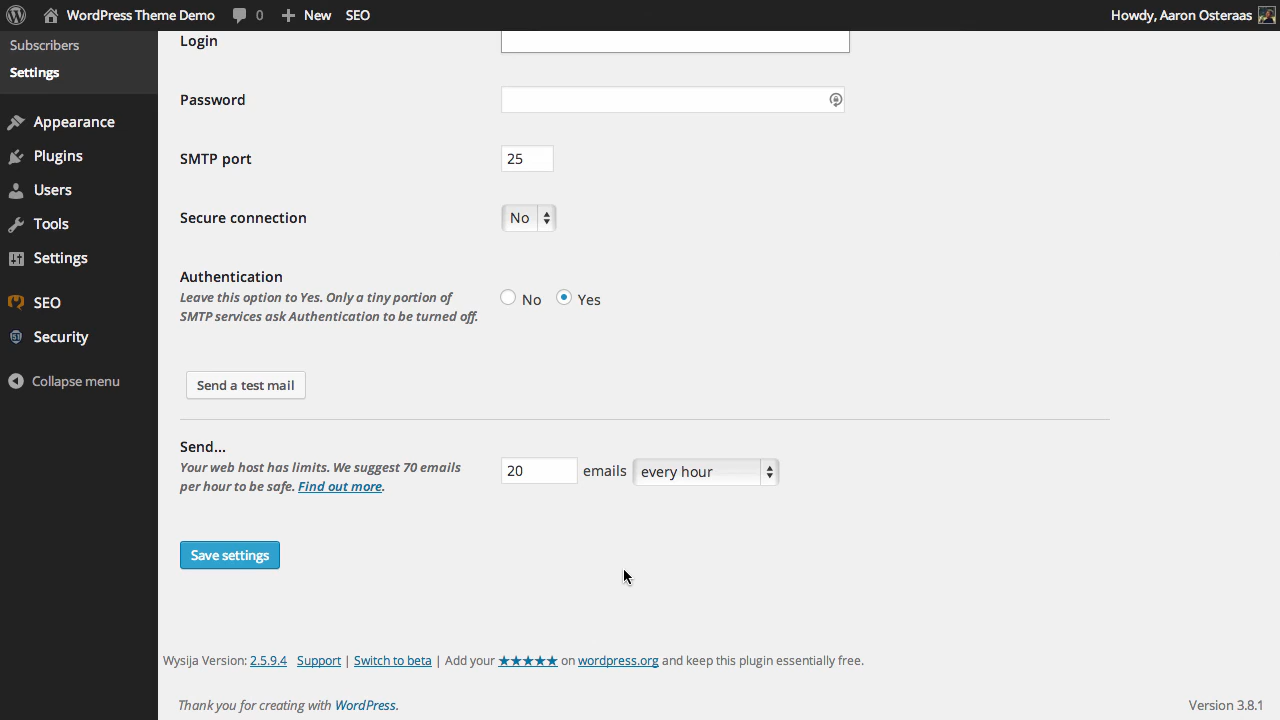 WordPress Theme Demo 0 New SEO Howdy, Aaron Osteraas
Subscribers
Settings
Appearance
Plugins
Users
Tools
Settings
SEO
Security
Collapse menu
Login
Password
SMTP port 25
Secure connection No
Authentication
Leave this option to Yes. Only a tiny portion of
SMTP services ask Authentication to be turned off.
No Yes
Send a test mail
Send...
Your web host has limits. We suggest 70 emails
per hour to be safe. Find out more.
20 emails every hour
Save settings
Wysija Version: 2.5.9.4 Support | Switch to beta | Add your ★★★★★ on wordpress.org and keep this plugin essentially free.
Thank you for creating with WordPress. Version 3.8.1